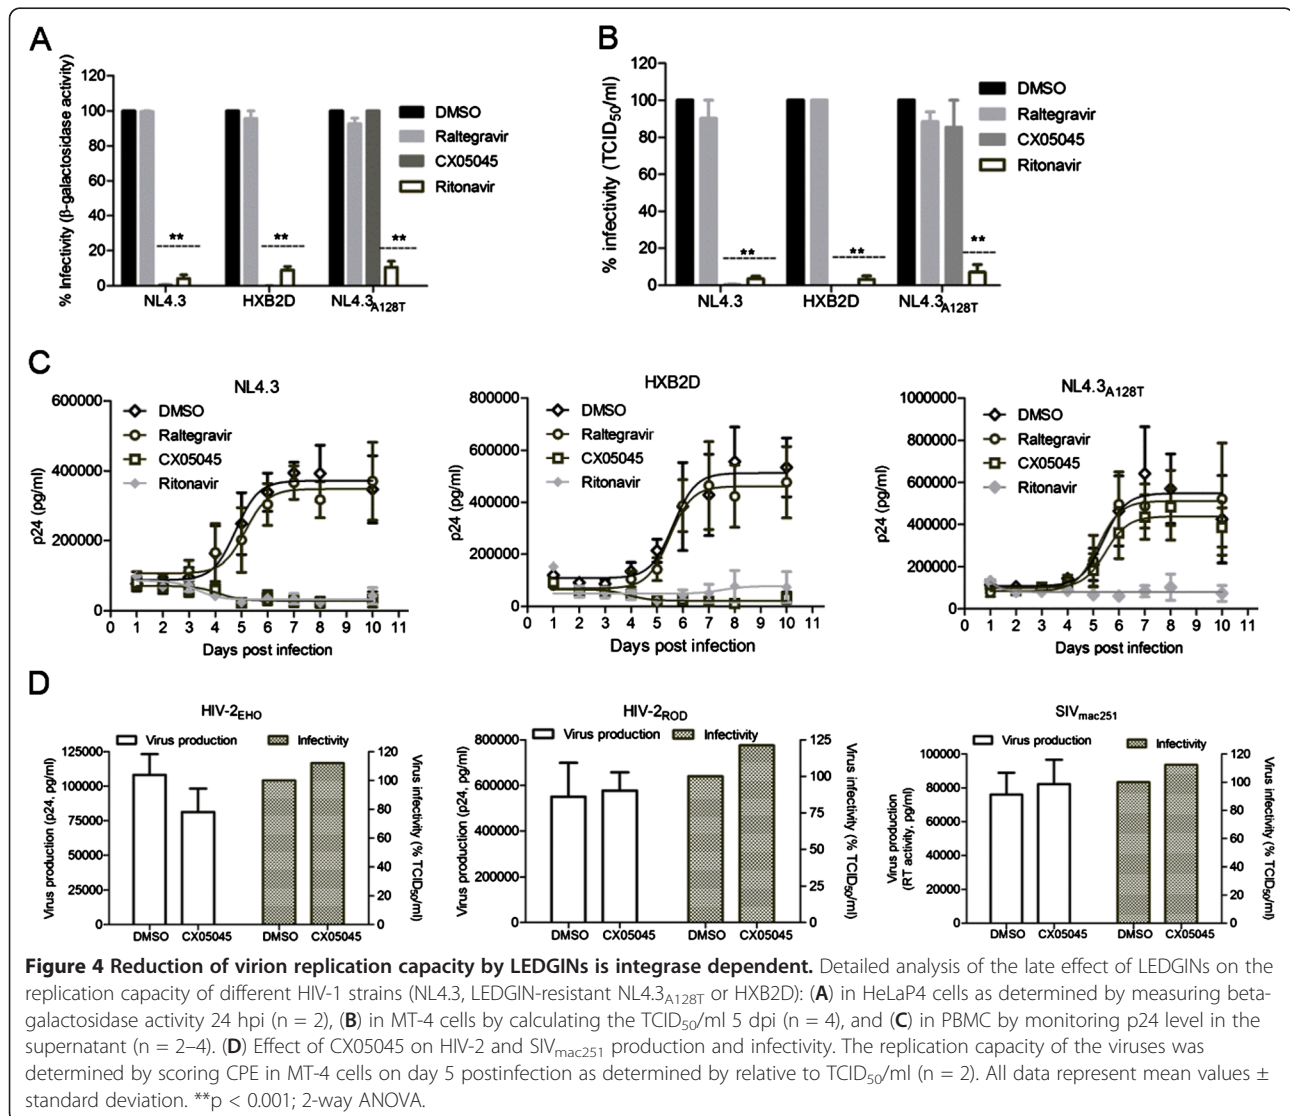 A
% Infectivity (β-galactosidase activity)
120
100
80
60
40
20
0
**
**
**
NL4.3
HXB2D
NL4.3A128T
DMSO
Raltegravir
CX05045
Ritonavir
B
% infectivity (TCID50/ml)
120
100
80
60
40
20
0
**
**
**
NL4.3
HXB2D
NL4.3A128T
DMSO
Raltegravir
CX05045
Ritonavir
C
NL4.3
p24 (pg/ml)
600000
400000
200000
0
DMSO
Raltegravir
CX05045
Ritonavir
0 1 2 3 4 5 6 7 8 9 10 11
Days post infection
HXB2D
p24 (pg/ml)
800000
600000
400000
200000
0
DMSO
Raltegravir
CX05045
Ritonavir
0 1 2 3 4 5 6 7 8 9 10 11
Days post infection
NL4.3A128T
p24 (pg/ml)
1000000
800000
600000
400000
200000
0
DMSO
Raltegravir
CX05045
Ritonavir
0 1 2 3 4 5 6 7 8 9 10 11
Days post infection
D
HIV-2EHO
Virus production (p24, pg/ml)
125000
100000
75000
50000
25000
0
Virus production
Infectivity
120
100
80
60
40
20
0
Virus infectivity
(% TCID50/ml)
DMSO CX05045 DMSO CX05045
HIV-2ROD
Virus production (p24, pg/ml)
800000
600000
400000
200000
0
Virus production
Infectivity
125
100
75
50
25
0
Virus infectivity
(% TCID50/ml)
DMSO CX05045 DMSO CX05045
SIVmac251
Virus production
(RT activity, pg/ml)
100000
80000
60000
40000
20000
0
Virus production
Infectivity
120
100
80
60
40
20
0
Virus infectivity
(% TCID50/ml)
DMSO CX05045 DMSO CX05045
Figure 4 Reduction of virion replication capacity by LEDGINs is integrase dependent. Detailed analysis of the late effect of LEDGINs on the
replication capacity of different HIV-1 strains (NL4.3, LEDGIN-resistant NL4.3A128T or HXB2D): (A) in HeLaP4 cells as determined by measuring beta-
galactosidase activity 24 hpi (n = 2), (B) in MT-4 cells by calculating the TCID50/ml 5 dpi (n = 4), and (C) in PBMC by monitoring p24 level in the
supernatant (n = 2–4). (D) Effect of CX05045 on HIV-2 and SIVmac251 production and infectivity. The replication capacity of the viruses was
determined by scoring CPE in MT-4 cells on day 5 postinfection as determined by relative to TCID50/ml (n = 2). All data represent mean values ±
standard deviation. **p < 0.001; 2-way ANOVA.